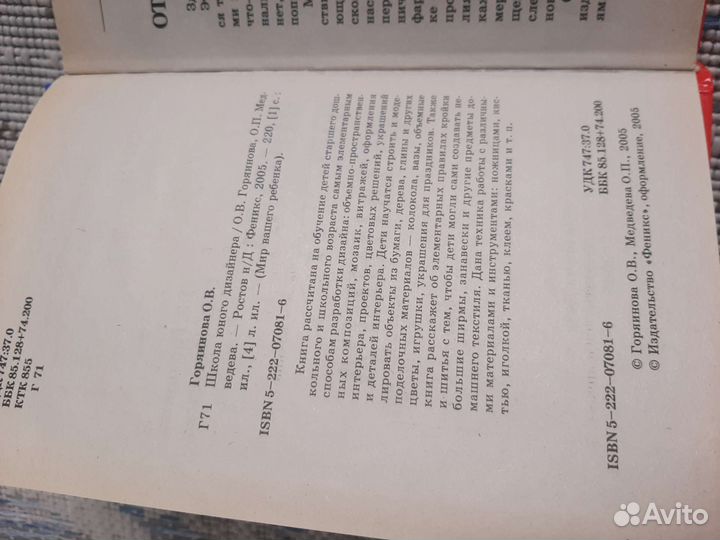 УДК 747:37.0
ББК 85.128+74.200
КТК 855
Г 71
Горяинова О.В.
Г71 Школа юного дизайнера / О.В. Горяинова, О.П. Мед-
ведева. — Ростов н/Д : Феникс, 2005. — 220, [1] с. :
ил., [4] л. ил. — (Мир вашего ребенка).
ISBN 5-222-07081-6
Книга рассчитана на обучение детей старшего дош-
кольного и школьного возраста самым элементарным
способам разработки дизайна: объемно-пространствен-
ных композиций, мозаик, витражей, оформления
интерьера, проектов, цветовых решений, украшений
и деталей интерьера. Дети научатся строить и моде-
лировать объекты из бумаги, дерева, глины и других
поделочных материалов — колокола, вазы, объемные
цветы, игрушки, украшения для праздников. Также
книга расскажет об элементарных правилах кройки
и шитья с тем, чтобы дети могли сами создавать не-
большие ширмы, занавески и другие предметы до-
машнего текстиля. Дана техника работы с различны-
ми материалами и инструментами: ножницами, кис-
тью, иголкой, тканью, клеем, красками и т. п.
УДК 747:37.0
ББК 85.128+74.200
ISBN 5-222-07081-6
© Горяинова О.В., Медведева О.П., 2005
© Издательство «Феникс», оформление, 2005
Avito